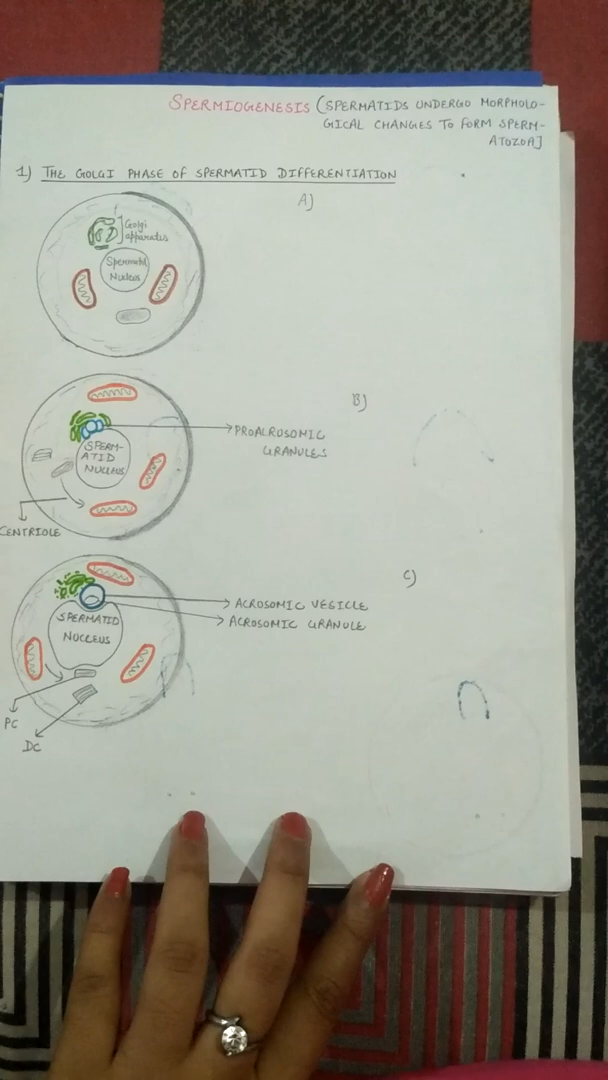 SPERMIOGENESIS (SPERMATIDS UNDERGO MORPHOLO-
GICAL CHANGES TO FORM SPERM-
ATOZOA]
1) THE GOLGI PHASE OF SPERMATID DIFFERENTIATION
A)
Golgi
apparatus
Spermatid
Nucleus
B)
PROACROSOMIC
GRANULES
SPERM-
ATID
NUCLEUS
CENTRIOLE
C)
ACROSOMIC VESICLE
ACROSOMIC GRANULE
SPERMATID
NUCLEUS
PC
DC